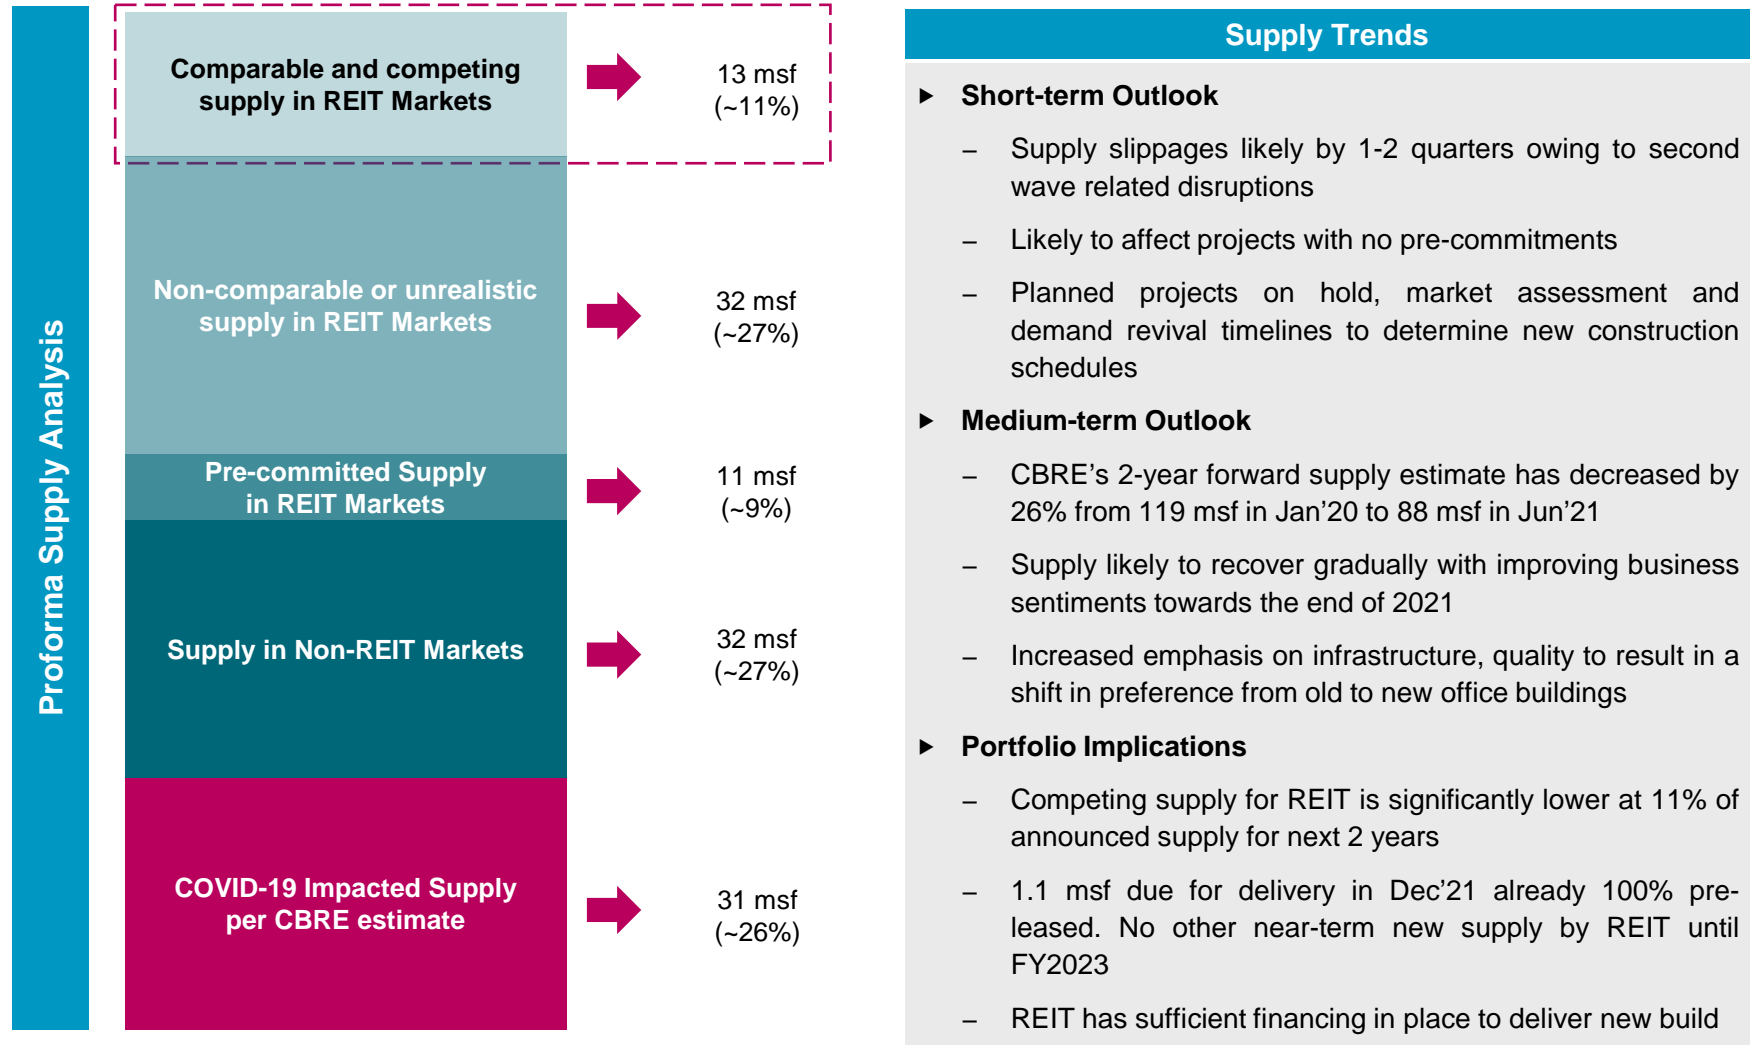 Proforma Supply Analysis
Comparable and competing
supply in REIT Markets
13 msf
(~11%)
Non-comparable or unrealistic
supply in REIT Markets
32 msf
(~27%)
Pre-committed Supply
in REIT Markets
11 msf
(~9%)
Supply in Non-REIT Markets
32 msf
(~27%)
COVID-19 Impacted Supply
per CBRE estimate
31 msf
(~26%)
Supply Trends
► Short-term Outlook
– Supply slippages likely by 1-2 quarters owing to second
wave related disruptions
– Likely to affect projects with no pre-commitments
– Planned projects on hold, market assessment and
demand revival timelines to determine new construction
schedules
► Medium-term Outlook
– CBRE’s 2-year forward supply estimate has decreased by
26% from 119 msf in Jan’20 to 88 msf in Jun’21
– Supply likely to recover gradually with improving business
sentiments towards the end of 2021
– Increased emphasis on infrastructure, quality to result in a
shift in preference from old to new office buildings
► Portfolio Implications
– Competing supply for REIT is significantly lower at 11% of
announced supply for next 2 years
– 1.1 msf due for delivery in Dec’21 already 100% pre-
leased. No other near-term new supply by REIT until
FY2023
– REIT has sufficient financing in place to deliver new build